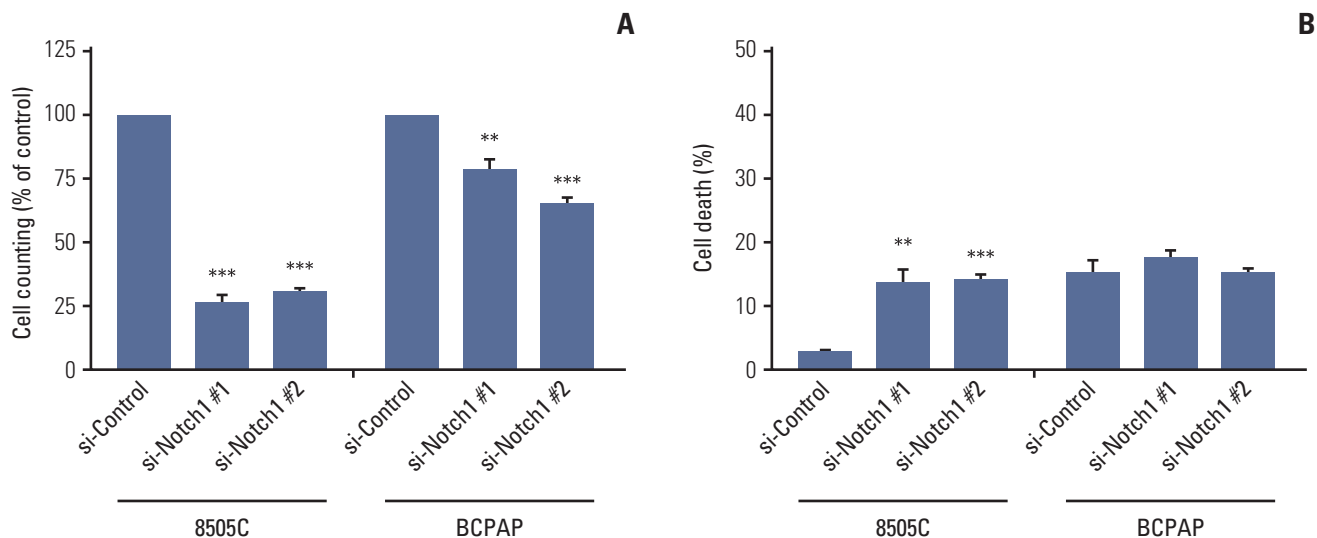 A
Cell counting (% of control)
125
100
75
50
25
0
**
***
***
***
si-Control
si-Notch1 #1
si-Notch1 #2
si-Control
si-Notch1 #1
si-Notch1 #2
8505C
BCPAP
B
Cell death (%)
50
40
30
20
10
0
**
***
si-Control
si-Notch1 #1
si-Notch1 #2
si-Control
si-Notch1 #1
si-Notch1 #2
8505C
BCPAP